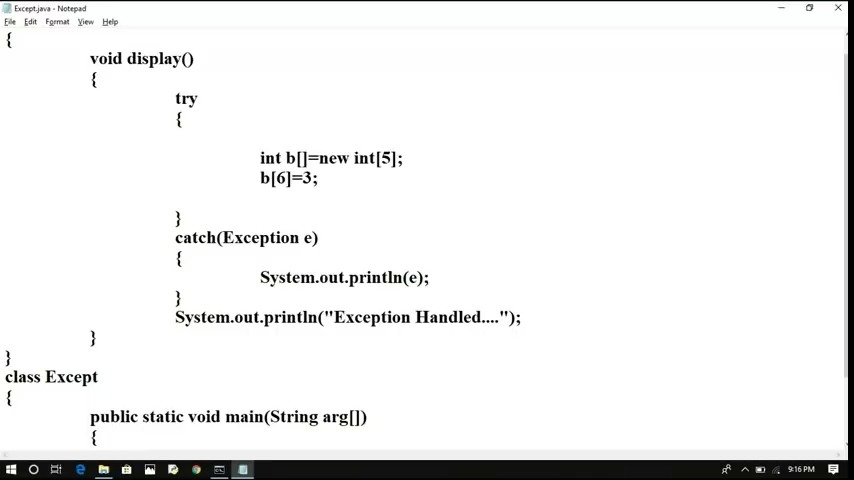 Except.java - Notepad
File Edit Format View Help
{
void display()
{
try
{
int b[]=new int[5];
b[6]=3;
}
catch(Exception e)
{
System.out.println(e);
}
System.out.println("Exception Handled....");
}
}
class Except
{
public static void main(String arg[])
{
9:16 PM